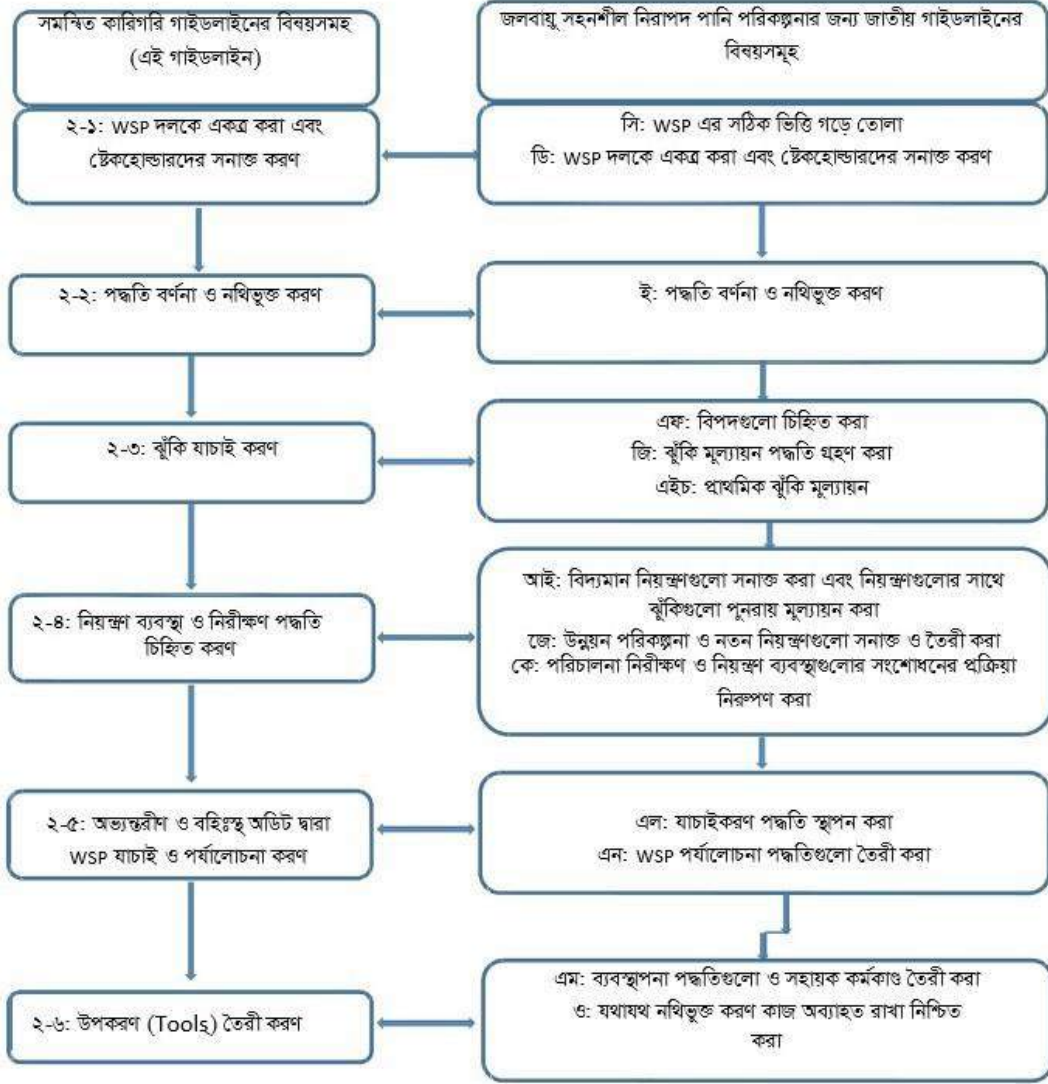 সমন্বিত কারিগরি গাইডলাইনের বিষয়সমহ
(এই গাইডলাইন)
জলবায়ূ সহনশীল নিরাপদ পানি পরিকল্পনার জন্য জাতীয় গাইডলাইনের
বিষয়সমূহ
২-১: WSP দলকে একত্র করা এবং
ষ্টেকহোল্ডারদের সনাক্ত করণ
সি: WSP এর সঠিক ভিত্তি গড়ে তোলা
ডি: WSP দলকে একত্র করা এবং ষ্টেকহোল্ডারদের সনাক্ত করণ
২-২: পদ্ধতি বর্ণনা ও নথিভুক্ত করণ
ই: পদ্ধতি বর্ণনা ও নথিভুক্ত করণ
২-৩: ঝুঁকি যাচাই করণ
এফ: বিপদগুলো চিহ্নিত করা
জি: ঝুঁকি মূল্যায়ন পদ্ধতি গ্রহণ করা
এইচ: প্রাথমিক ঝুঁকি মূল্যায়ন
২-৪: নিয়ন্ত্রণ ব্যবস্থা ও নিরীক্ষণ পদ্ধতি
চিহ্নিত করণ
আই: বিদ্যমান নিয়ন্ত্রণগুলো সনাক্ত করা এবং নিয়ন্ত্রণগুলোর সাথে
ঝুঁকিগুলো পুনরায় মূল্যায়ন করা
জে: উন্নয়ন পরিকল্পনা ও নতন নিয়ন্ত্রণগুলো সনাক্ত ও তৈরী করা
কে: পরিচালনা নিরীক্ষণ ও নিয়ন্ত্রণ ব্যবস্থাগুলোর সংশোধনের প্রক্রিয়া
নিরুপণ করা
২-৫: অভ্যন্তরীণ ও বহিঃস্থ অডিট দ্বারা
WSP যাচাই ও পর্যালোচনা করণ
এল: যাচাইকরণ পদ্ধতি স্থাপন করা
এন: WSP পর্যালোচনা পদ্ধতিগুলো তৈরী করা
২-৬: উপকরণ (Tools) তৈরী করণ
এম: ব্যবস্থাপনা পদ্ধতিগুলো ও সহায়ক কর্মকাণ্ড তৈরী করা
ও: যথাযথ নথিভুক্ত করণ কাজ অব্যাহত রাখা নিশ্চিত
করা